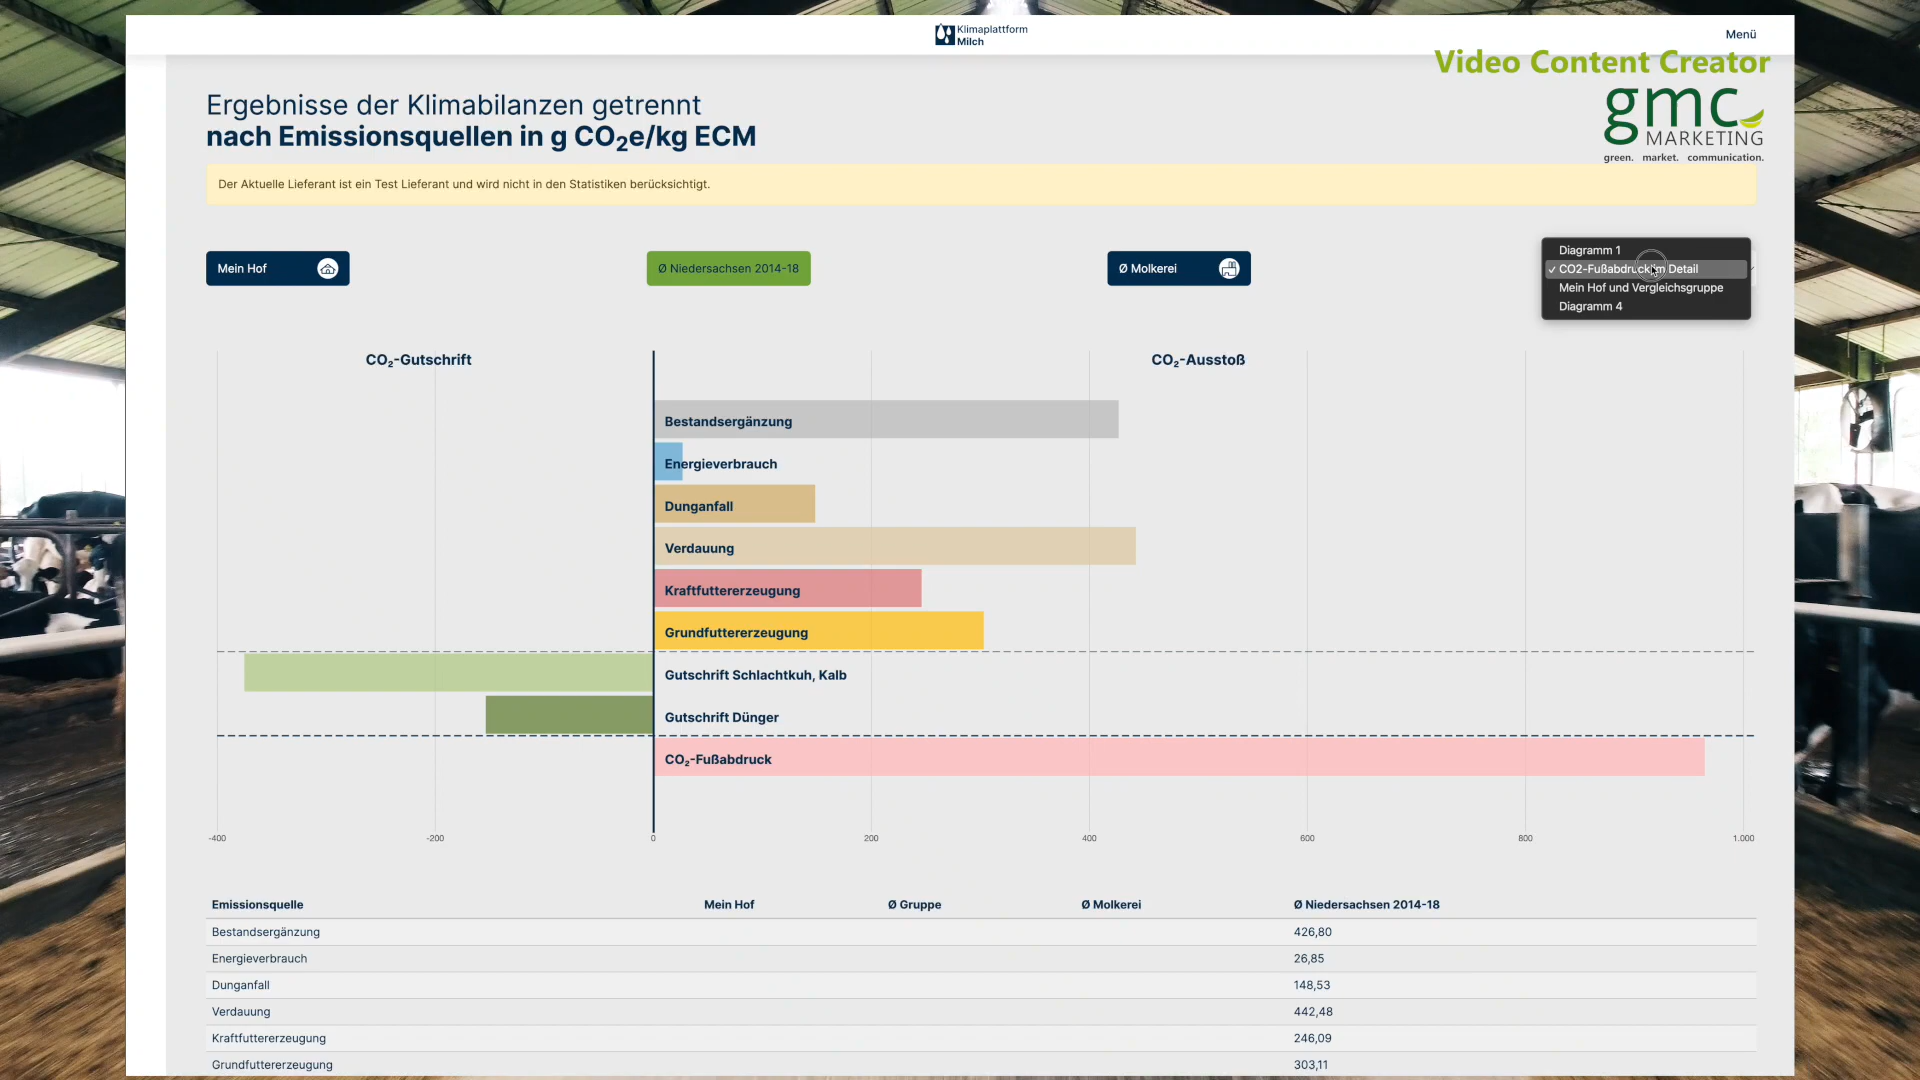 Klimaplattform
Milch
Menü
Video Content Creator
gmc
MARKETING
green. market. communication.
Ergebnisse der Klimabilanzen getrennt
nach Emissionsquellen in g CO₂e/kg ECM
Der Aktuelle Lieferant ist ein Test Lieferant und wird nicht in den Statistiken berücksichtigt.
Mein Hof
Ø Niedersachsen 2014-18
Ø Molkerei
Diagramm 1
✓ CO2-Fußabdruck im Detail
Mein Hof und Vergleichsgruppe
Diagramm 4
CO₂-Gutschrift
CO₂-Ausstoß
Bestandsergänzung
Energieverbrauch
Dunganfall
Verdauung
Kraftfuttererzeugung
Grundfuttererzeugung
Gutschrift Schlachtkuh, Kalb
Gutschrift Dünger
CO₂-Fußabdruck
-400 -200 0 200 400 600 800 1.000
Emissionsquelle Mein Hof Ø Gruppe Ø Molkerei Ø Niedersachsen 2014-18
Bestandsergänzung 426,80
Energieverbrauch 26,85
Dunganfall 148,53
Verdauung 442,48
Kraftfuttererzeugung 246,09
Grundfuttererzeugung 303,11